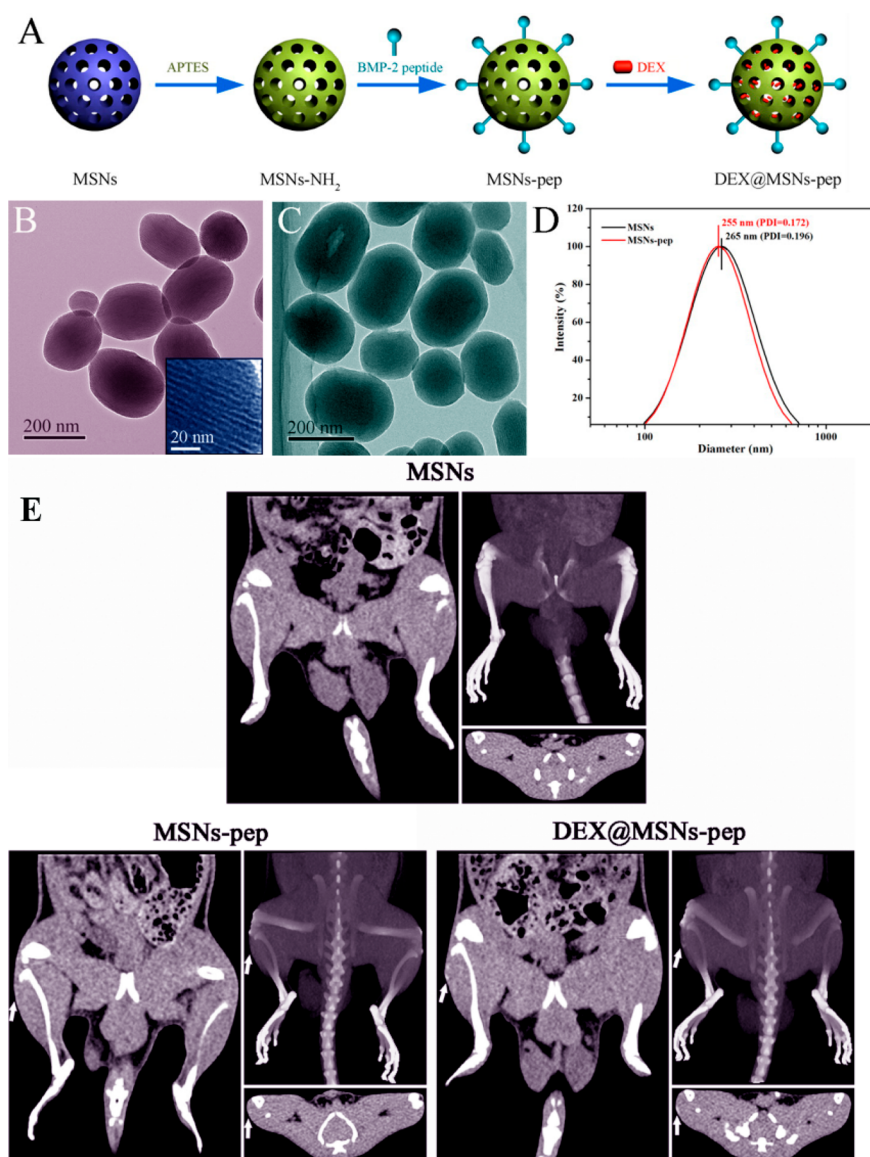 A
APTES
BMP-2 peptide
DEX
MSNs
MSNs-NH2
MSNs-pep
DEX@MSNs-pep
B
200 nm
20 nm
C
200 nm
D
120
100
80
60
40
20
Intensity (%)
MSNs
MSNs-pep
255 nm (PDI=0.172)
265 nm (PDI=0.196)
100
1000
Diameter (nm)
E
MSNs
MSNs-pep
DEX@MSNs-pep